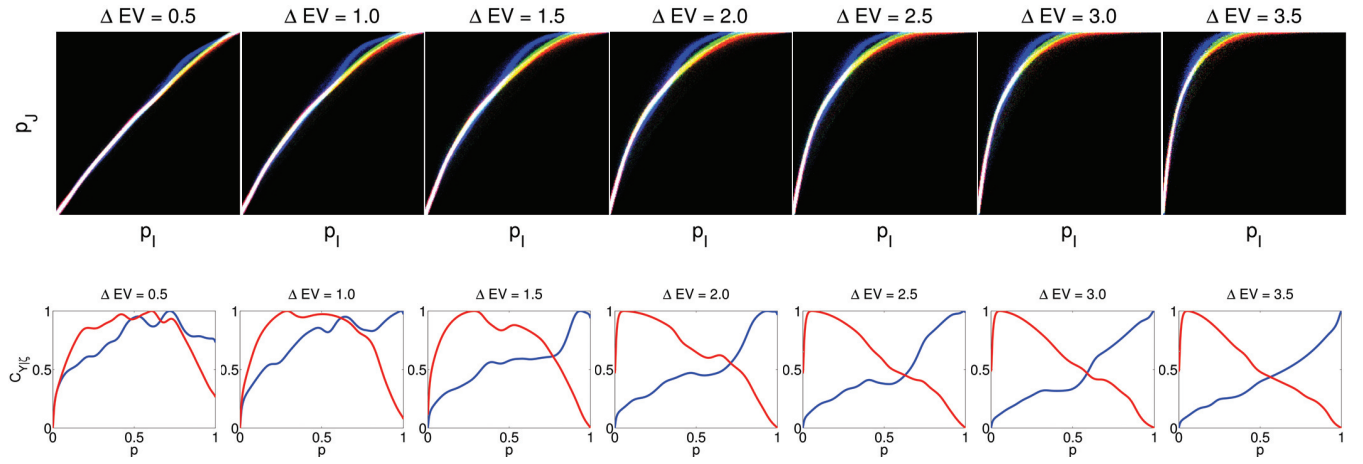 Δ EV = 0.5 Δ EV = 1.0 Δ EV = 1.5 Δ EV = 2.0 Δ EV = 2.5 Δ EV = 3.0 Δ EV = 3.5
p_J
p_I p_I p_I p_I p_I p_I p_I
Δ EV = 0.5 Δ EV = 1.0 Δ EV = 1.5 Δ EV = 2.0 Δ EV = 2.5 Δ EV = 3.0 Δ EV = 3.5
1 1 1 1 1 1 1
C_γ|ζ
0.5 0.5 0.5 0.5 0.5 0.5 0.5
0 0 0 0 0 0 0
0 0.5 1 0 0.5 1 0 0.5 1 0 0.5 1 0 0.5 1 0 0.5 1 0 0.5 1
p p p p p p p